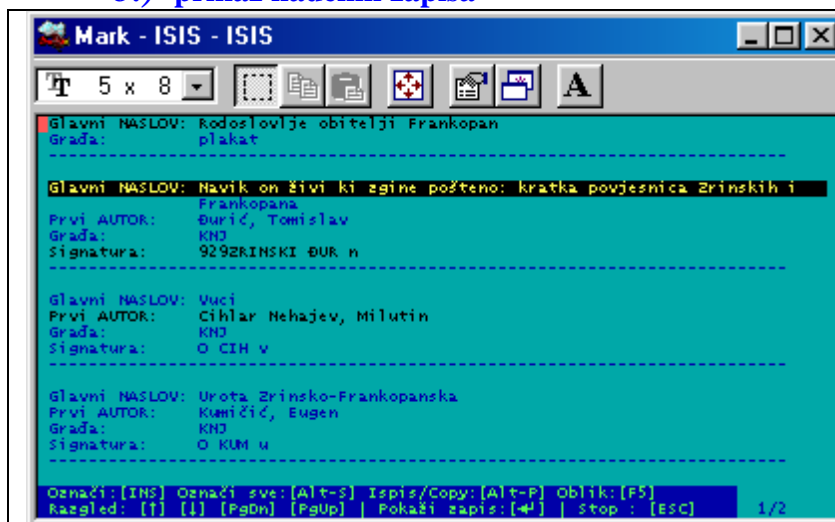 Mark - ISIS - ISIS
5 x 8
A
Glavni NASLOV: Rodoslovlje obitelji Frankopan
Građa: plakat
Glavni NASLOV: Navik on živi ki zgine pošteno: kratka povjesnica Zrinskih i
Frankopana
Prvi AUTOR: Đurić, Tomislav
Građa: KNJ
Signatura: 929ZRINSKI ĐUR n
Glavni NASLOV: Vuci
Prvi AUTOR: Cihlar Nehajev, Milutin
Građa: KNJ
Signatura: O CIH v
Glavni NASLOV: Urota Zrinsko-Frankopanska
Prvi AUTOR: Kumičić, Eugen
Građa: KNJ
Signatura: O KUM u
Označi:[INS] Označi sve:[Alt-S] Ispis/Copy:[Alt-P] Oblik:[F5]
Razgled: [↑] [↓] [PgDn] [PgUp] | Pokaži zapis:[↵] | Stop : [ESC] 1/2